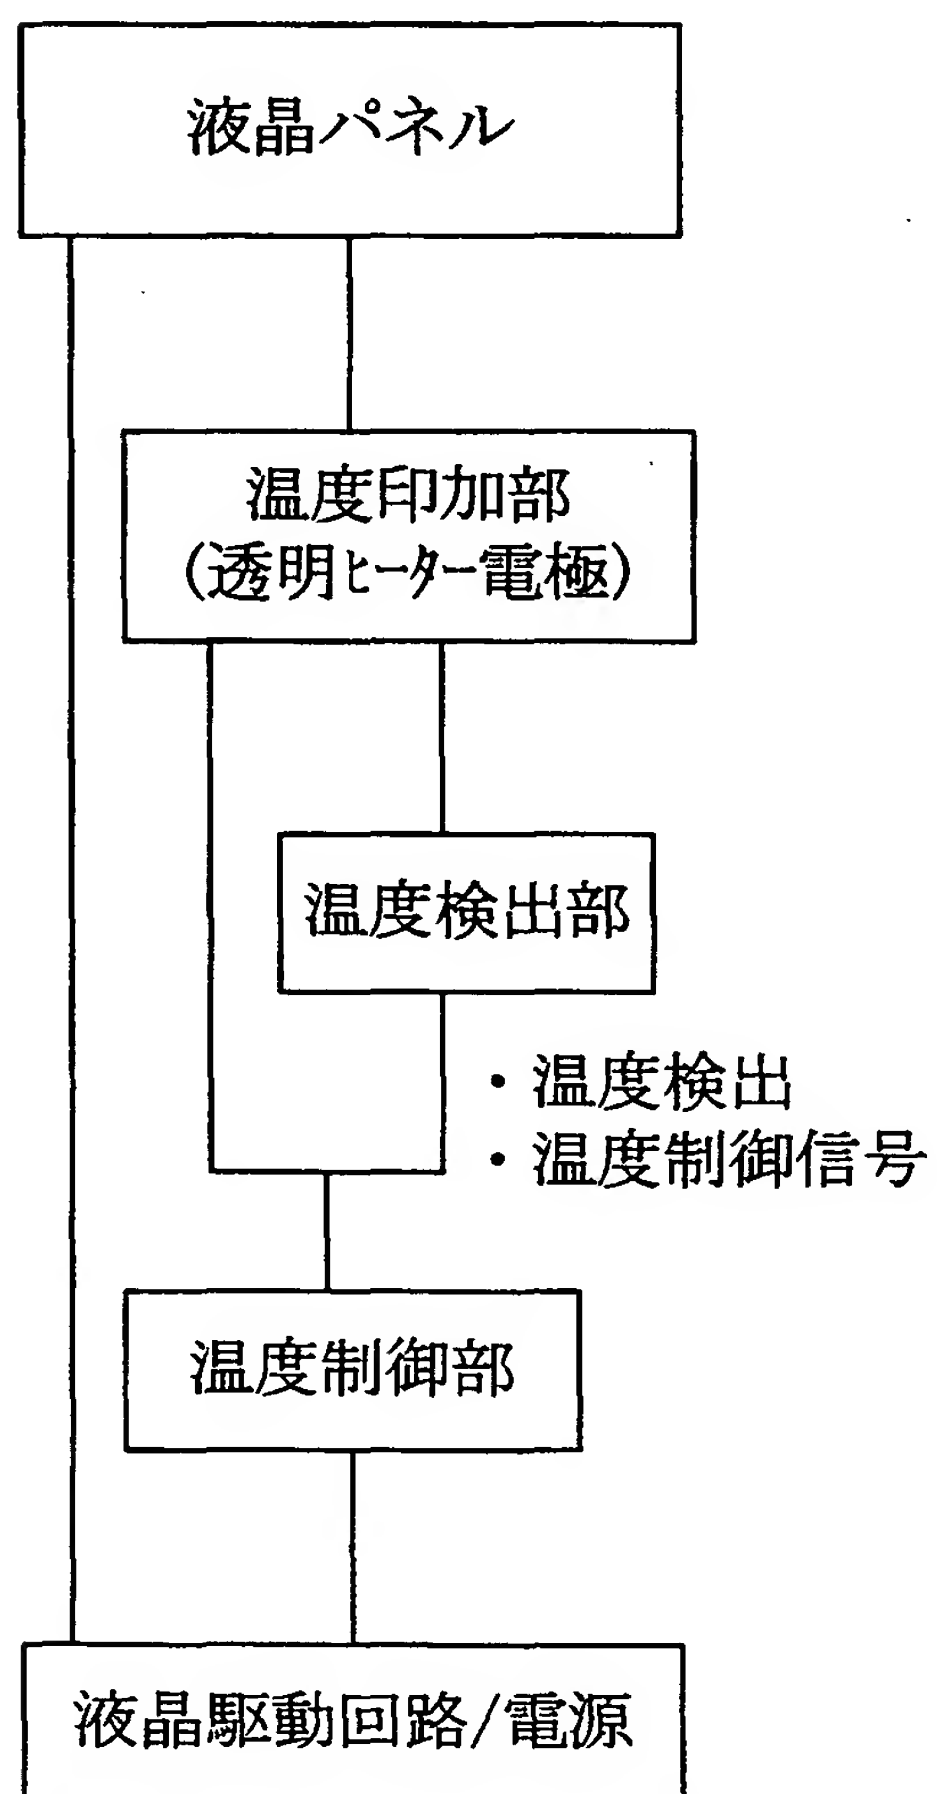 液晶パネル
温度印加部
(透明ﾋｰﾀｰ電極)
温度検出部
・温度検出
・温度制御信号
温度制御部
液晶駆動回路/電源